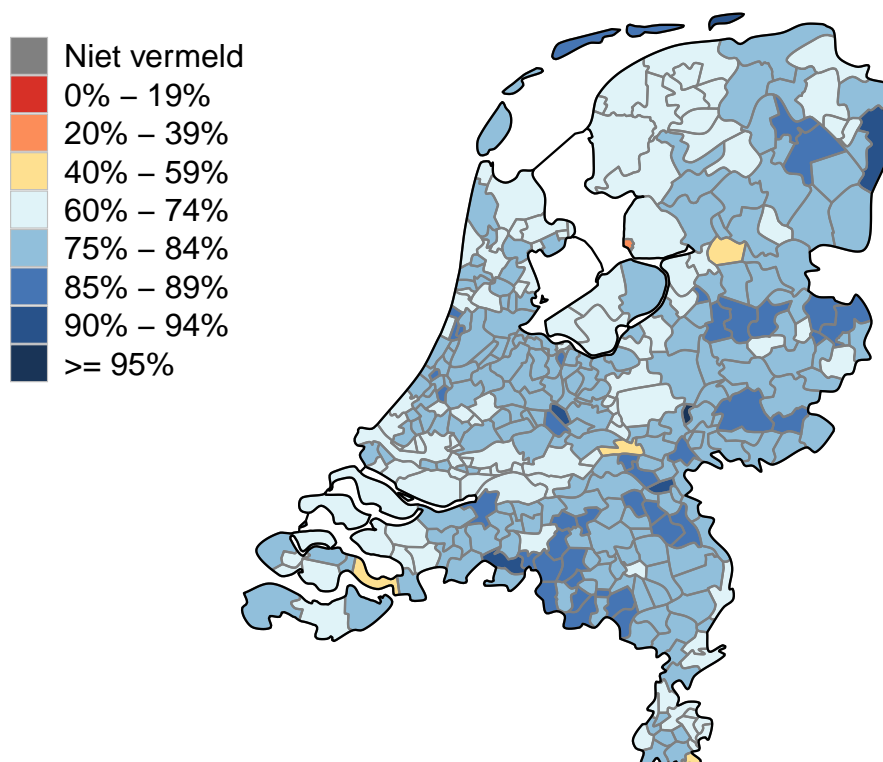 Niet vermeld
0% – 19%
20% – 39%
40% – 59%
60% – 74%
75% – 84%
85% – 89%
90% – 94%
>= 95%